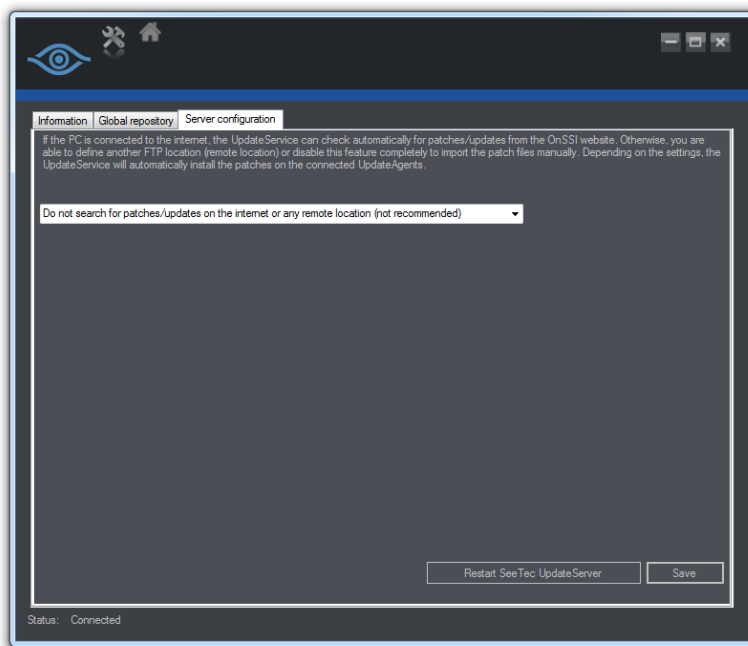 Information
Global repository
Server configuration
If the PC is connected to the internet, the UpdateService can check automatically for patches/updates from the OnSSI website. Otherwise, you are
able to define another FTP location (remote location) or disable this feature completely to import the patch files manually. Depending on the settings, the
UpdateService will automatically install the patches on the connected UpdateAgents.
Do not search for patches/updates on the internet or any remote location (not recommended)
Restart SeeTec UpdateServer
Save
Status: Connected